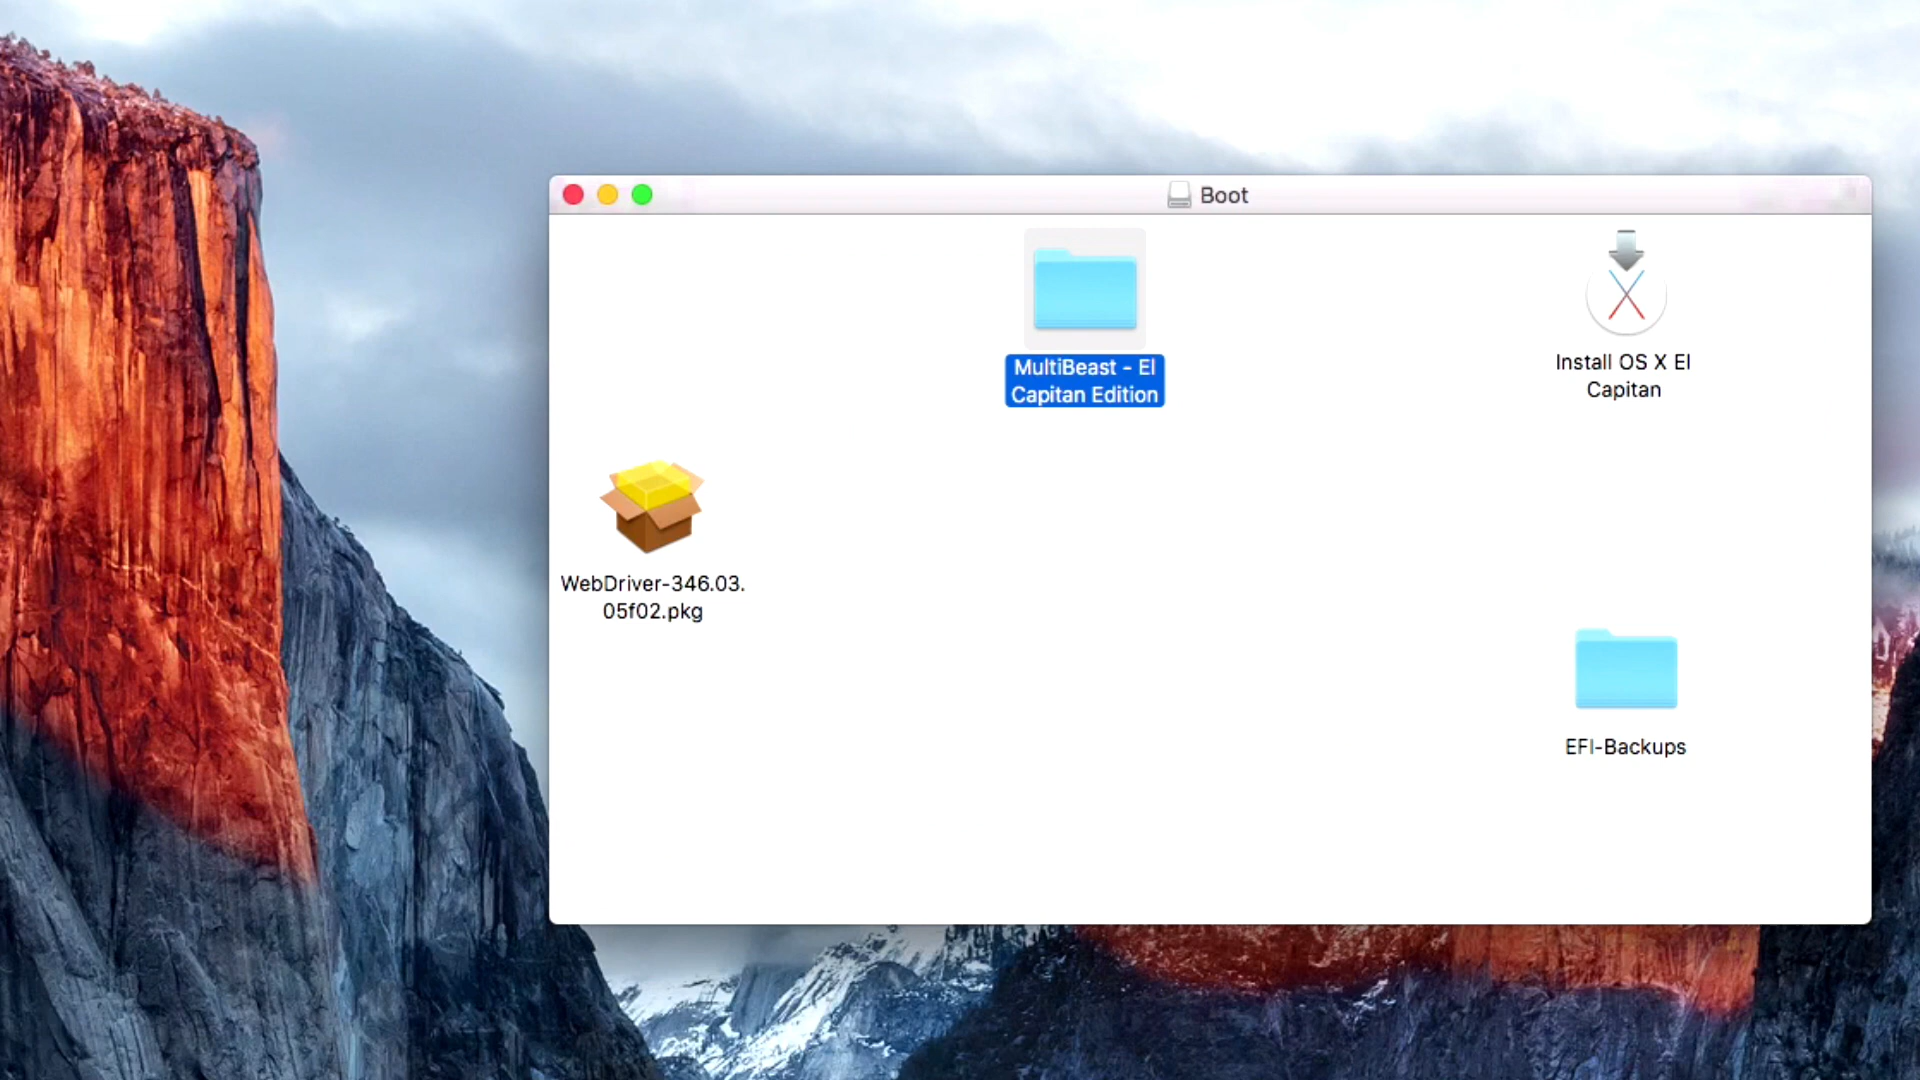 Boot
MultiBeast - El
Capitan Edition
Install OS X El
Capitan
WebDriver-346.03.
05f02.pkg
EFI-Backups